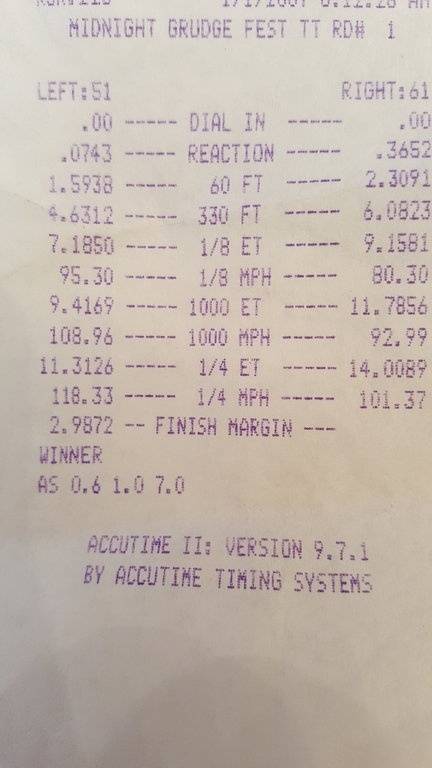 MIDNIGHT GRUDGE FEST TT RD# 1
LEFT:51 RIGHT:61
.00 ----- DIAL IN ----- .00
.0743 ----- REACTION ----- .3652
1.5938 ----- 60 FT ----- 2.3091
4.6312 ----- 330 FT ----- 6.0823
7.1850 ----- 1/8 ET ----- 9.1581
95.30 ----- 1/8 MPH ----- 80.30
9.4169 ----- 1000 ET ----- 11.7856
108.96 ----- 1000 MPH ----- 92.99
11.3126 ----- 1/4 ET ----- 14.0089
118.33 ----- 1/4 MPH ----- 101.37
2.9872 -- FINISH MARGIN ---
WINNER
AS 0.6 1.0 7.0
ACCUTIME II: VERSION 9.7.1
BY ACCUTIME TIMING SYSTEMS